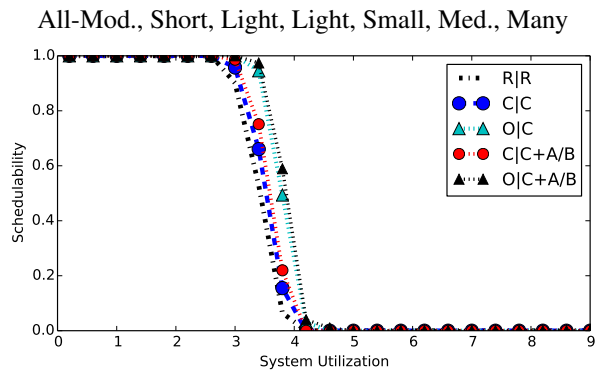 All-Mod., Short, Light, Light, Small, Med., Many
1.0
0.8
0.6
0.4
0.2
0.0
Schedulability
R|R
C|C
O|C
C|C+A/B
O|C+A/B
0 1 2 3 4 5 6 7 8 9
System Utilization